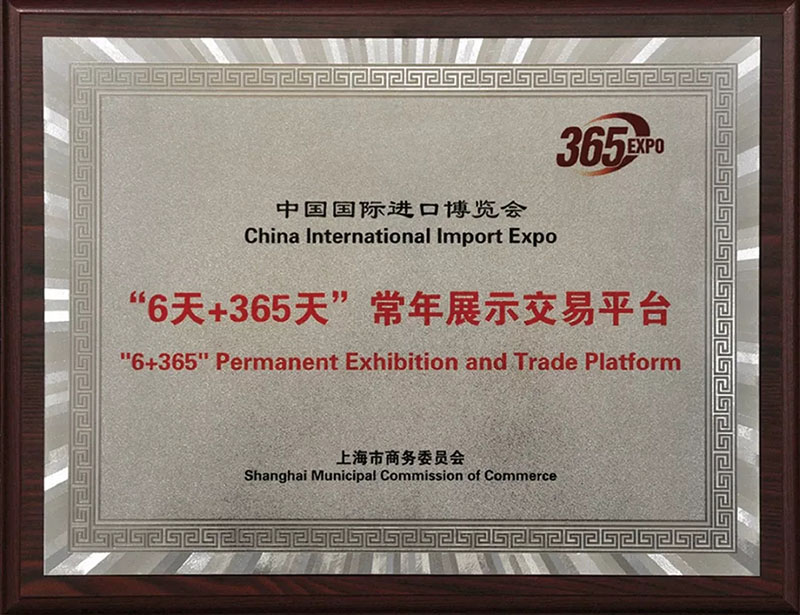 365 EXPO
中国国际进口博览会
China International Import Expo
“6天+365天”常年展示交易平台
"6+365" Permanent Exhibition and Trade Platform
上海市商务委员会
Shanghai Municipal Commission of Commerce